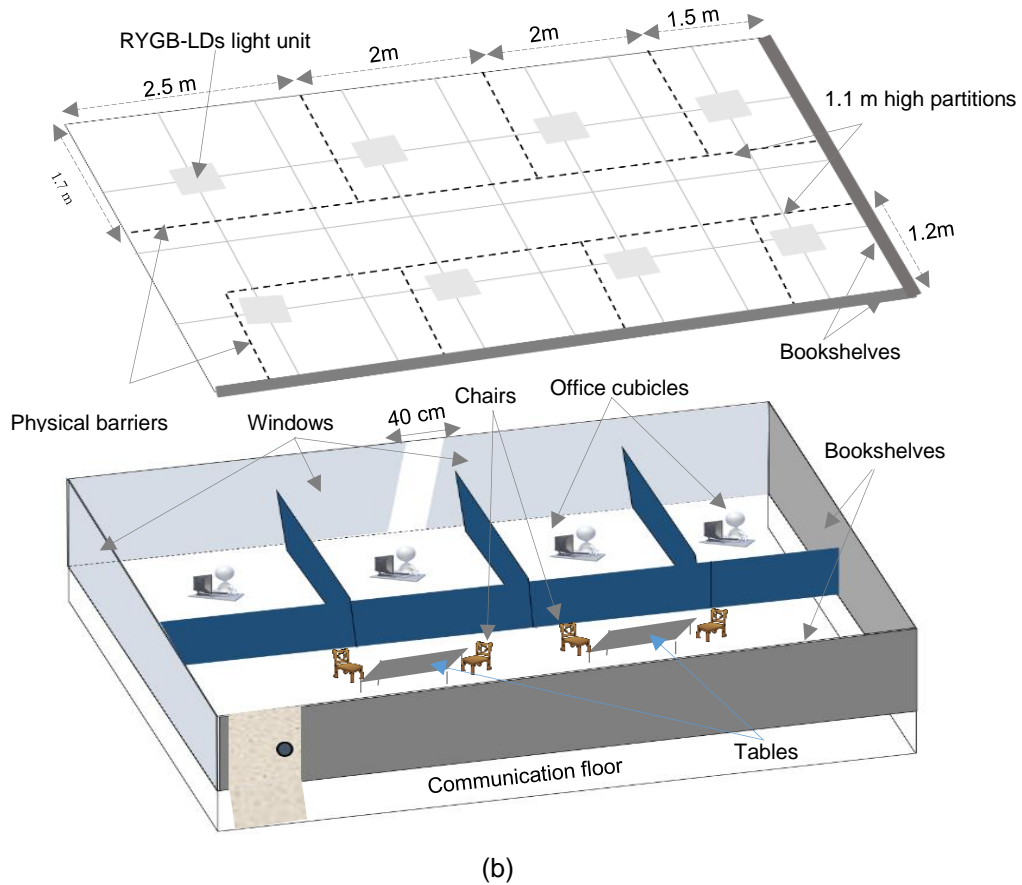 RYGB-LDs light unit
2.5 m
2m
2m
1.5 m
1.1 m high partitions
1.7 m
1.2m
Bookshelves
Physical barriers
Windows
40 cm
Chairs
Office cubicles
Bookshelves
Tables
Communication floor
(b)